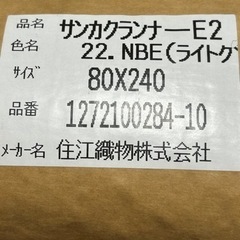 品名 サンカクランナーE2
色名 22.NBE(ライトグ
サイズ 80X240
品番 1272100284-10
メーカー名 住江織物株式会社